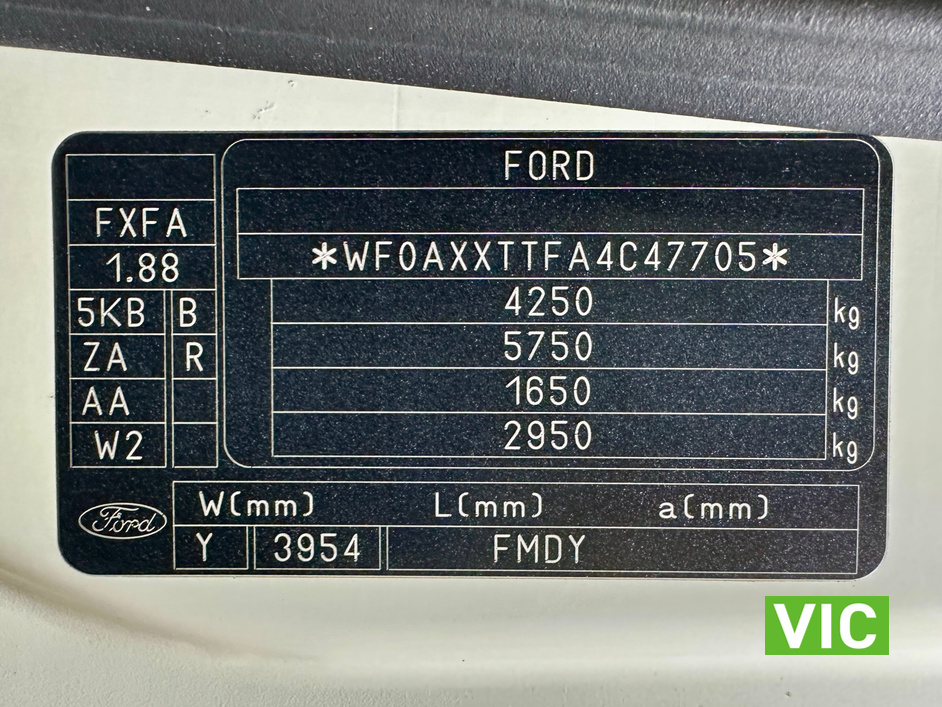 FORD
FXFA
*WF0AXXTTFA4C47705*
1.88
5KB B 4250 kg
ZA R 5750 kg
AA 1650 kg
W2 2950 kg
Ford W(mm) L(mm) a(mm)
Y 3954 FMDY
VIC